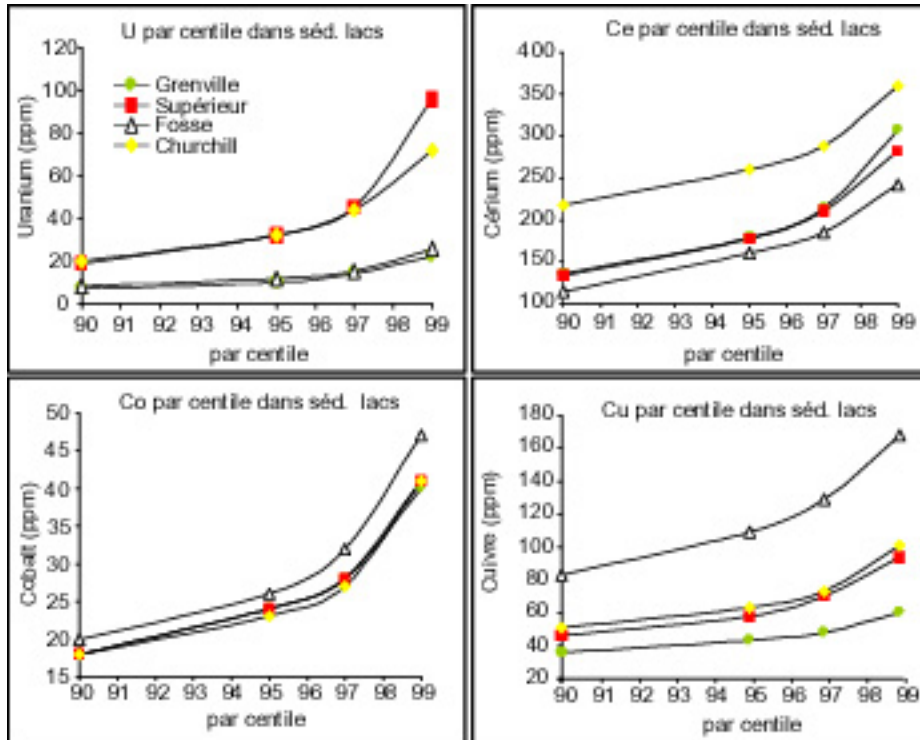 U par centile dans séd. lacs
120
100
80
60
40
20
0
Uranium (ppm)
Grenville
Supérieur
Fosse
Churchill
90 91 92 93 94 95 96 97 98 99
par centile
Ce par centile dans séd. lacs
400
350
300
250
200
150
100
Cérium (ppm)
90 91 92 93 94 95 96 97 98 99
par centile
Co par centile dans séd. lacs
50
45
40
35
30
25
20
15
Cobalt (ppm)
90 91 92 93 94 95 96 97 98 99
par centile
Cu par centile dans séd. lacs
180
160
140
120
100
80
60
40
20
Cuivre (ppm)
90 91 92 93 94 95 96 97 98 99
par centile